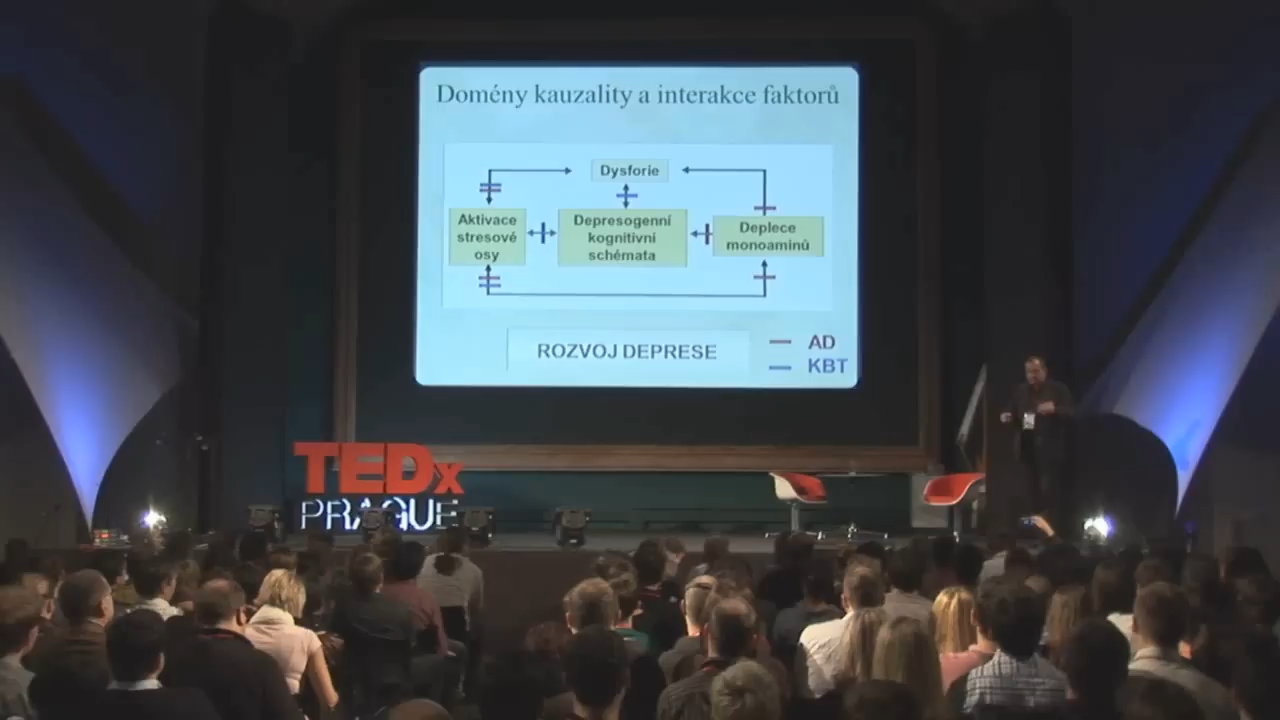 Domény kauzality a interakce faktorů
Dysforie
Aktivace
stresové
osy
Depresogenní
kognitivní
schémata
Deplece
monoaminů
ROZVOJ DEPRESE
AD
KBT
TEDx
PRAGUE